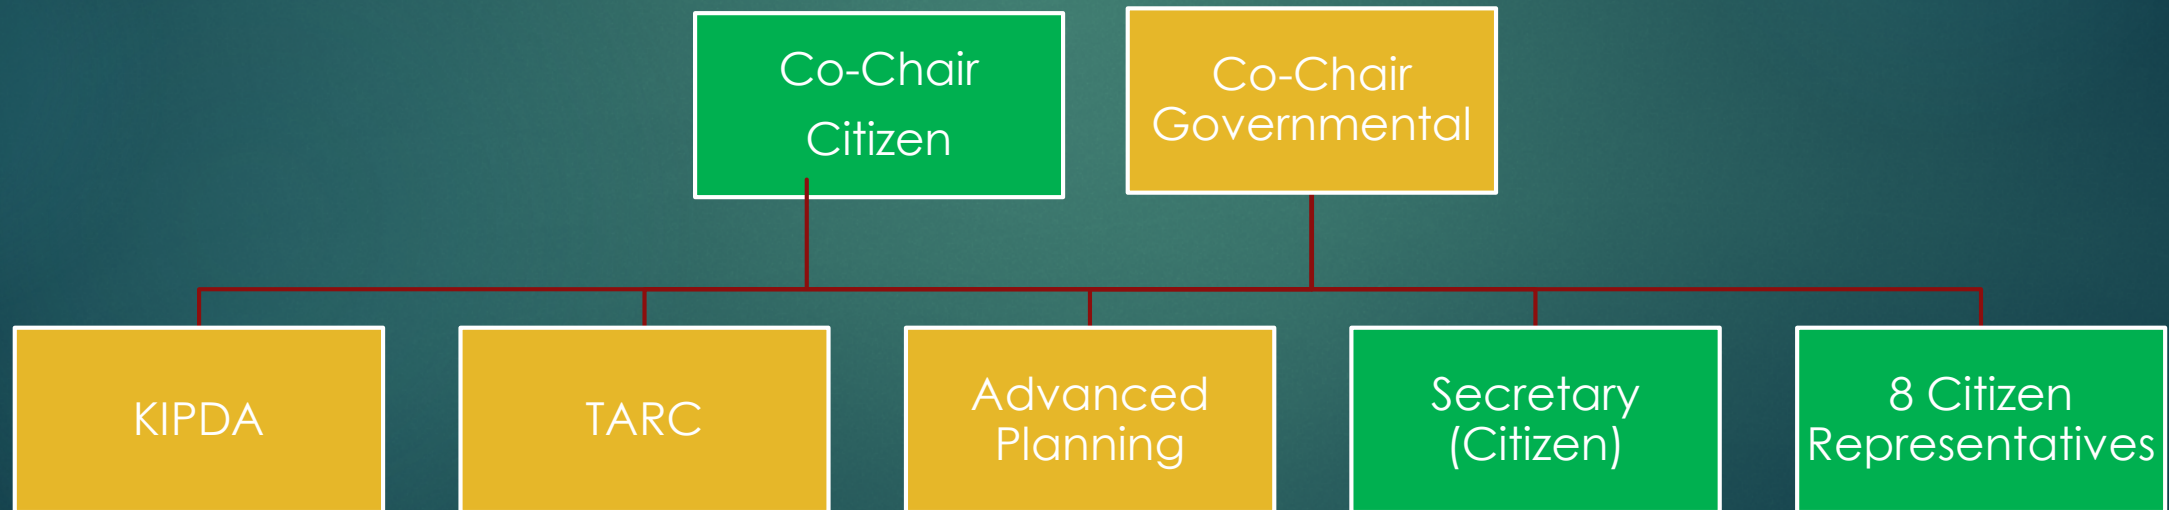 Co-Chair
Citizen
Co-Chair
Governmental
KIPDA
TARC
Advanced
Planning
Secretary
(Citizen)
8 Citizen
Representatives